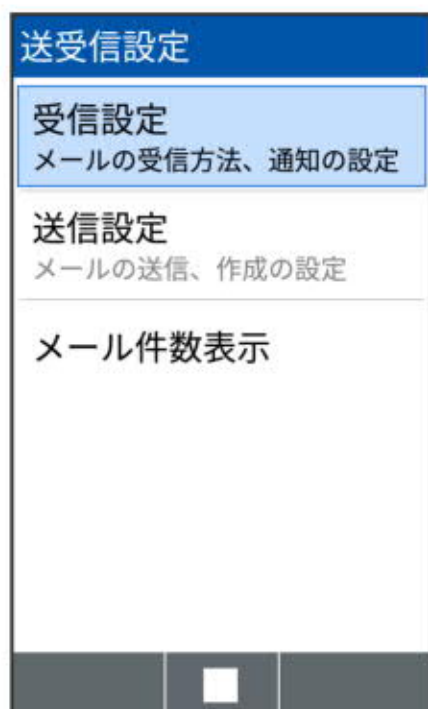 送受信設定
受信設定
メールの受信方法、通知の設定
送信設定
メールの送信、作成の設定
メール件数表示